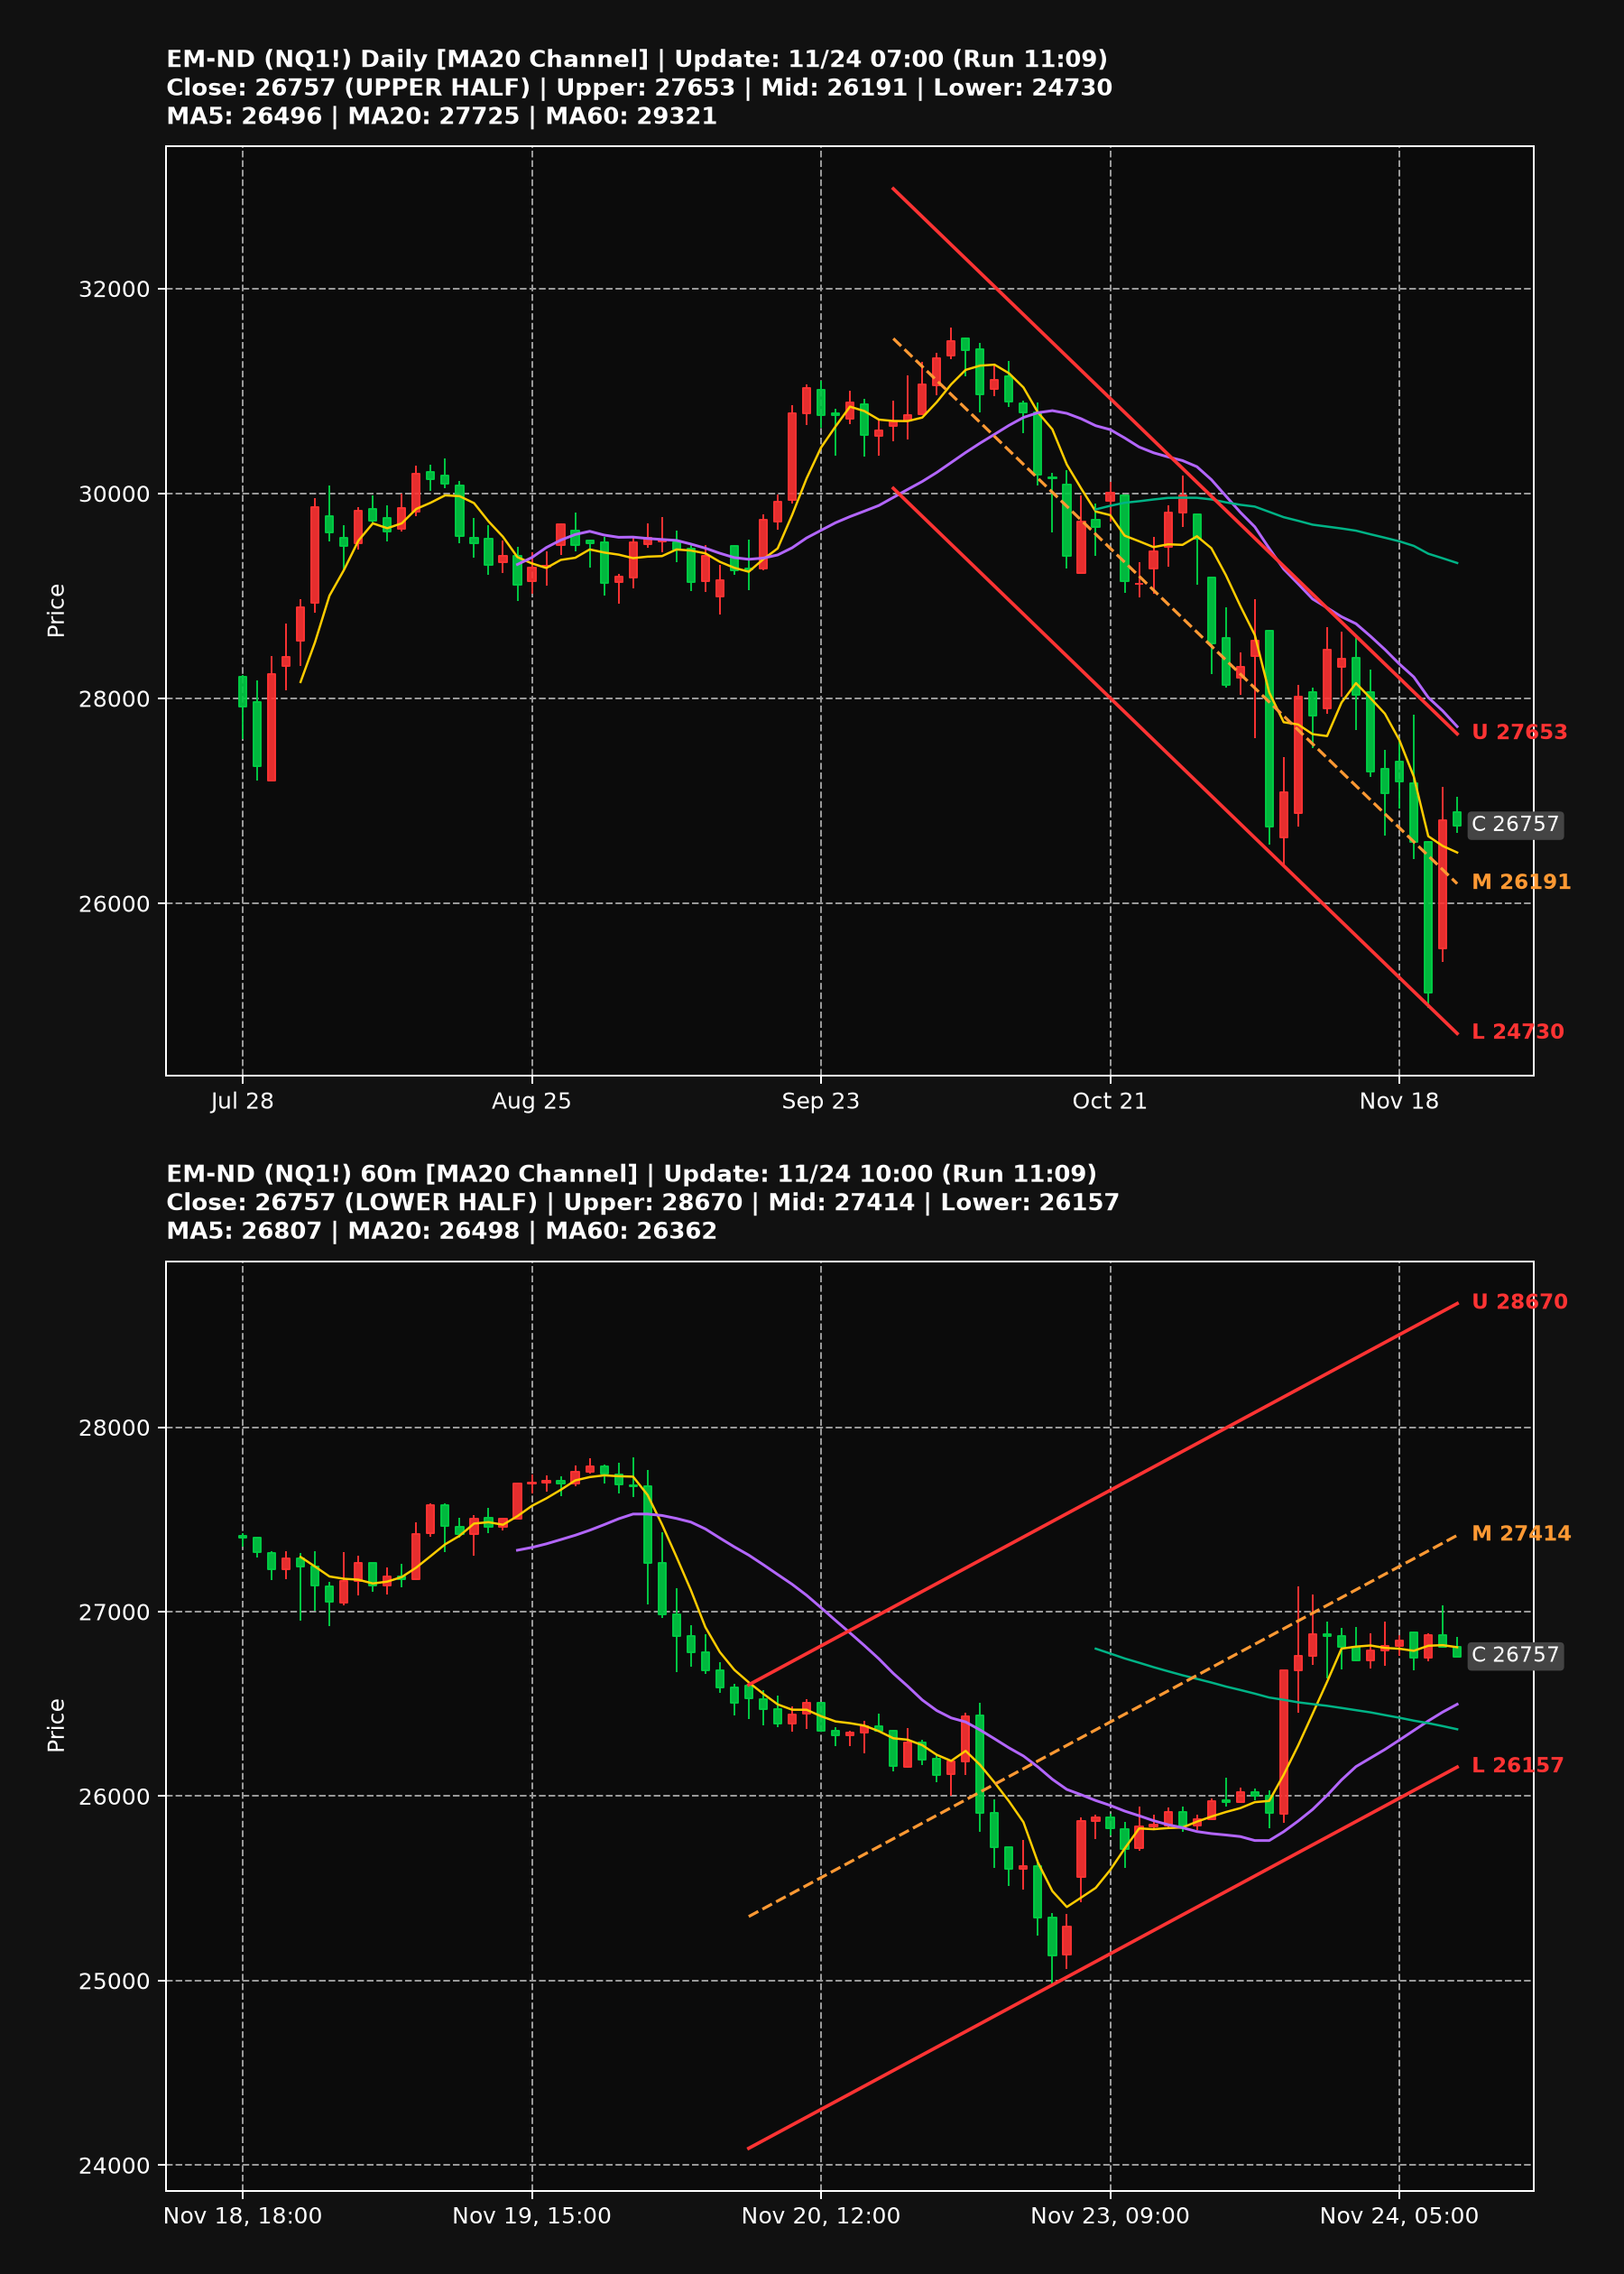 EM-ND (NQ1!) Daily [MA20 Channel] | Update: 11/24 07:00 (Run 11:09)
Close: 26757 (UPPER HALF) | Upper: 27653 | Mid: 26191 | Lower: 24730
MA5: 26496 | MA20: 27725 | MA60: 29321
Price
32000
30000
28000
26000
U 27653
C 26757
M 26191
L 24730
Jul 28
Aug 25
Sep 23
Oct 21
Nov 18
EM-ND (NQ1!) 60m [MA20 Channel] | Update: 11/24 10:00 (Run 11:09)
Close: 26757 (LOWER HALF) | Upper: 28670 | Mid: 27414 | Lower: 26157
MA5: 26807 | MA20: 26498 | MA60: 26362
Price
28000
27000
26000
25000
24000
U 28670
M 27414
C 26757
L 26157
Nov 18, 18:00
Nov 19, 15:00
Nov 20, 12:00
Nov 23, 09:00
Nov 24, 05:00